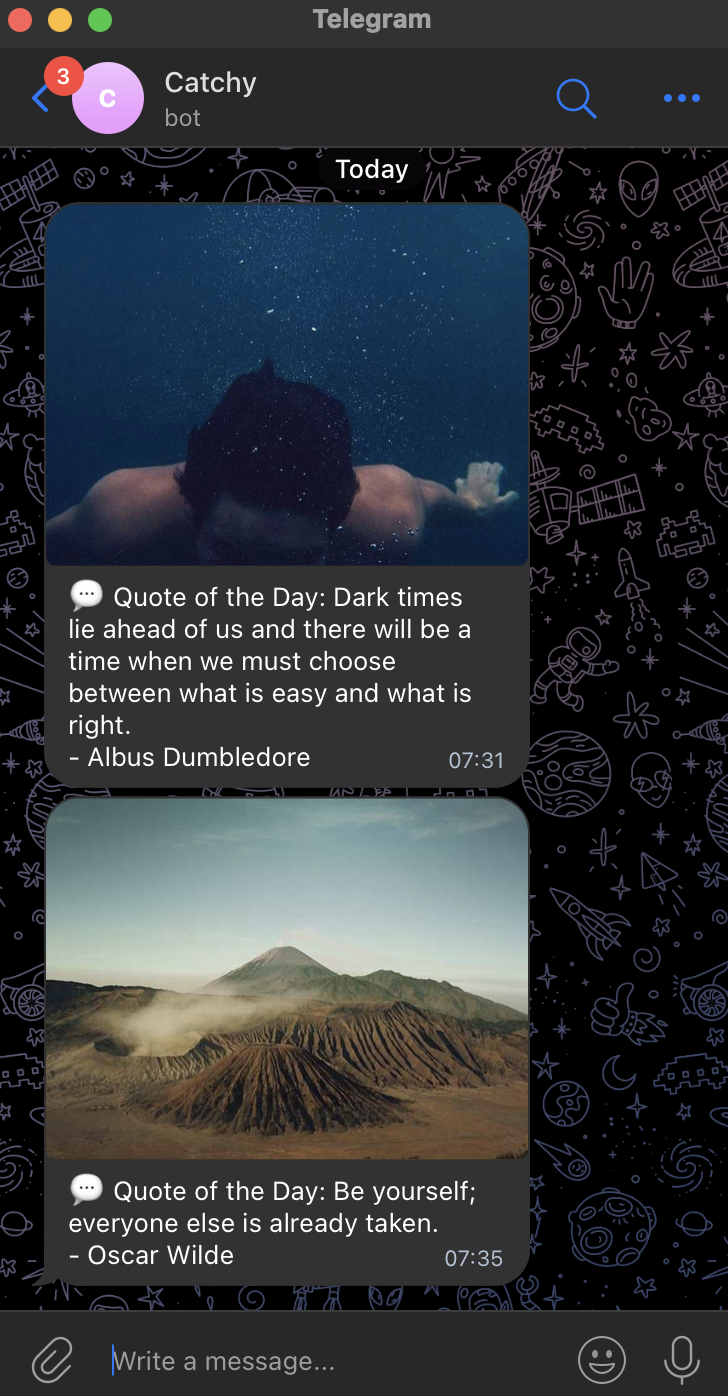 Telegram
3
C
Catchy
bot
Today
💬 Quote of the Day: Dark times
lie ahead of us and there will be a
time when we must choose
between what is easy and what is
right.
- Albus Dumbledore 07:31
💬 Quote of the Day: Be yourself;
everyone else is already taken.
- Oscar Wilde 07:35
Write a message...